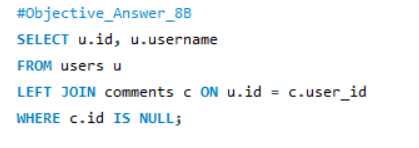 #Objective_Answer_8B
SELECT u.id, u.username
FROM users u
LEFT JOIN comments c ON u.id = c.user_id
WHERE c.id IS NULL;